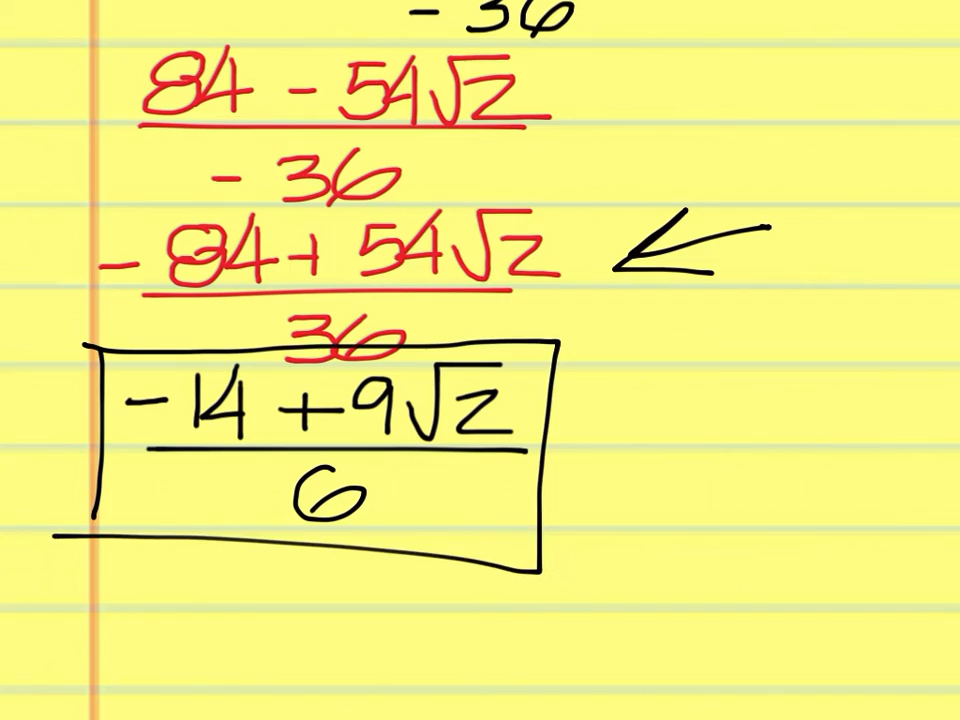 - 36
84 - 54√2
- 36
- 84 + 54√2
36
- 14 + 9√2
6